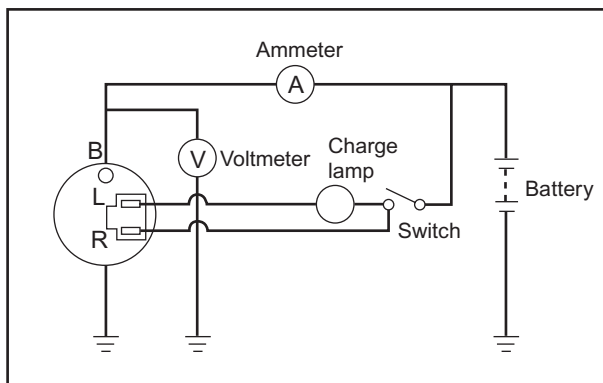 Ammeter
A
B
V
Voltmeter
Charge
lamp
L
R
Switch
Battery